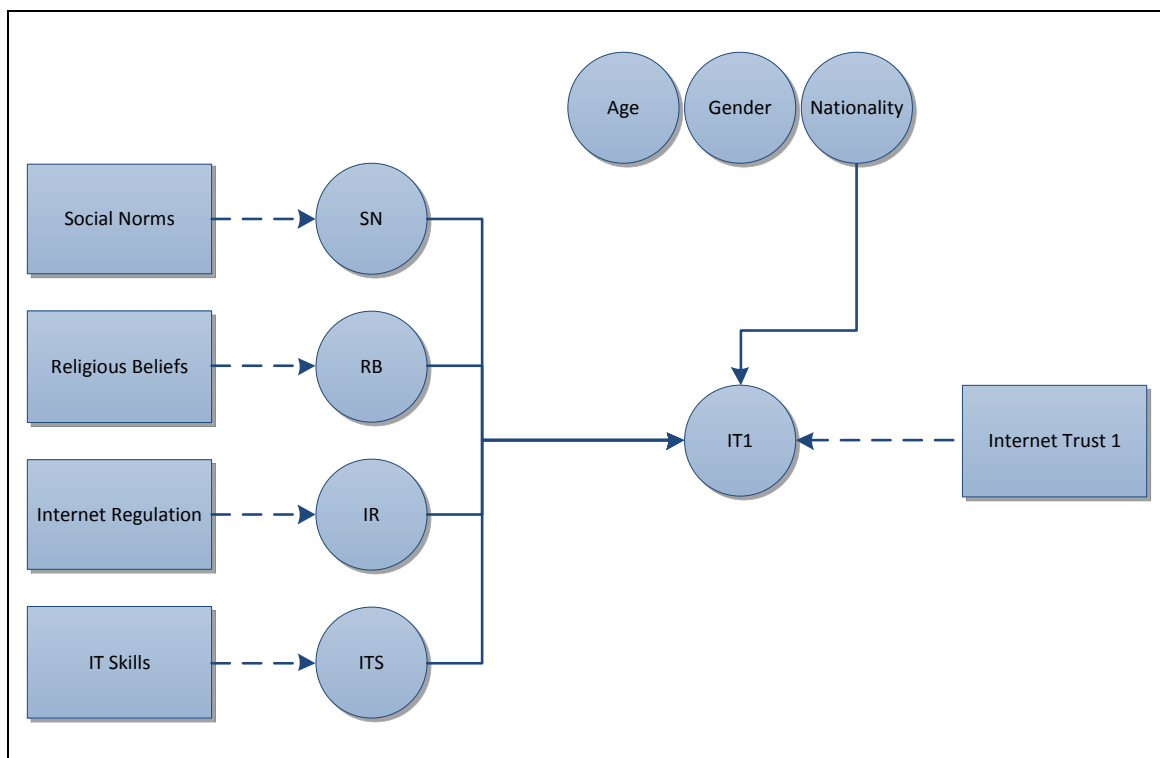 Age
Gender
Nationality
Social Norms
SN
Religious Beliefs
RB
IT1
Internet Trust 1
Internet Regulation
IR
IT Skills
ITS